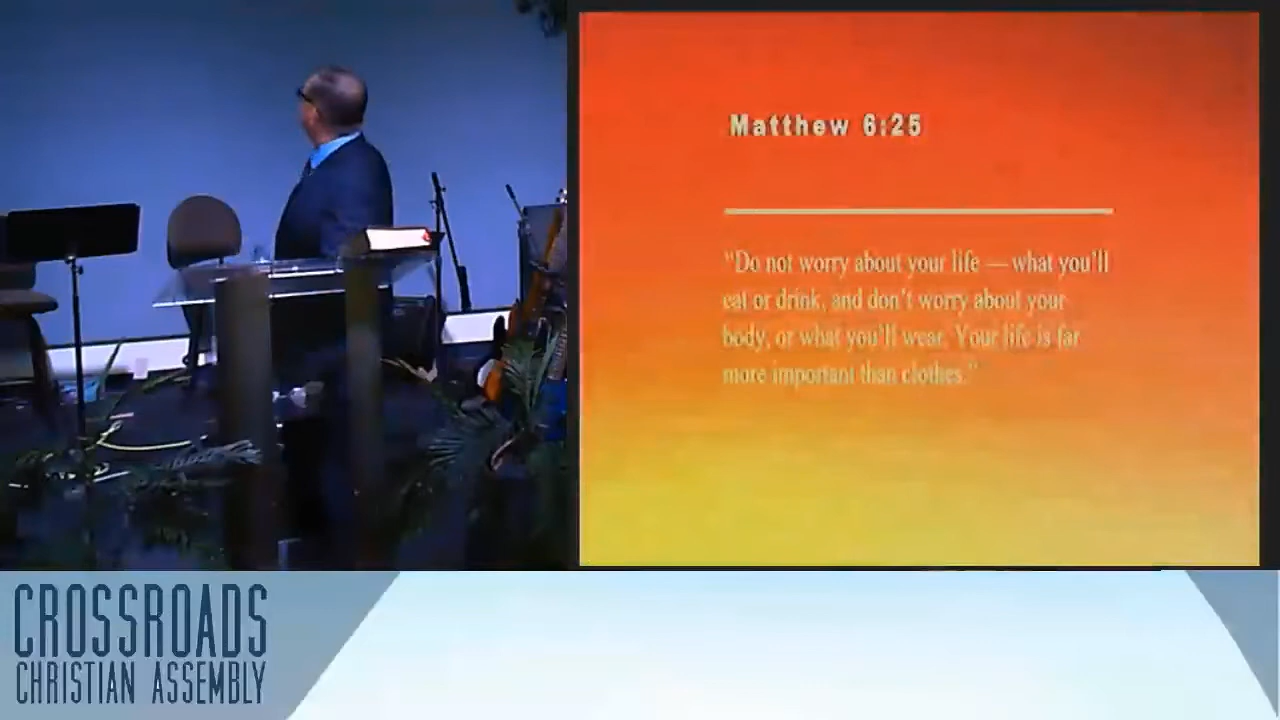 Matthew 6:25
“Do not worry about your life — what you’ll
eat or drink, and don’t worry about your
body, or what you’ll wear. Your life is far
more important than clothes.”
CROSSROADS
CHRISTIAN ASSEMBLY